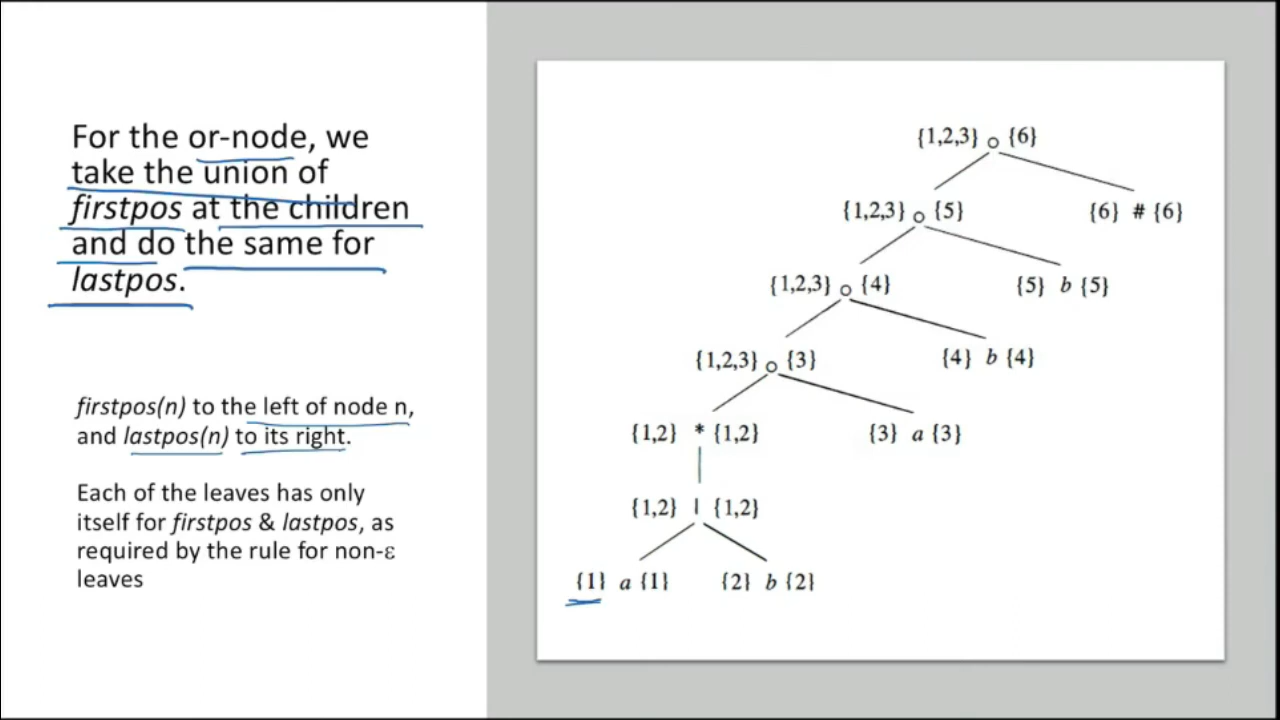 For the or-node, we
take the union of
firstpos at the children
and do the same for
lastpos.
firstpos(n) to the left of node n,
and lastpos(n) to its right.
Each of the leaves has only
itself for firstpos & lastpos, as
required by the rule for non-ε
leaves
{1,2,3} {6}
{1,2,3} {5}
{6} # {6}
{1,2,3} {4}
{5} b {5}
{1,2,3} {3}
{4} b {4}
{1,2} * {1,2}
{3} a {3}
{1,2} | {1,2}
{1} a {1}
{2} b {2}